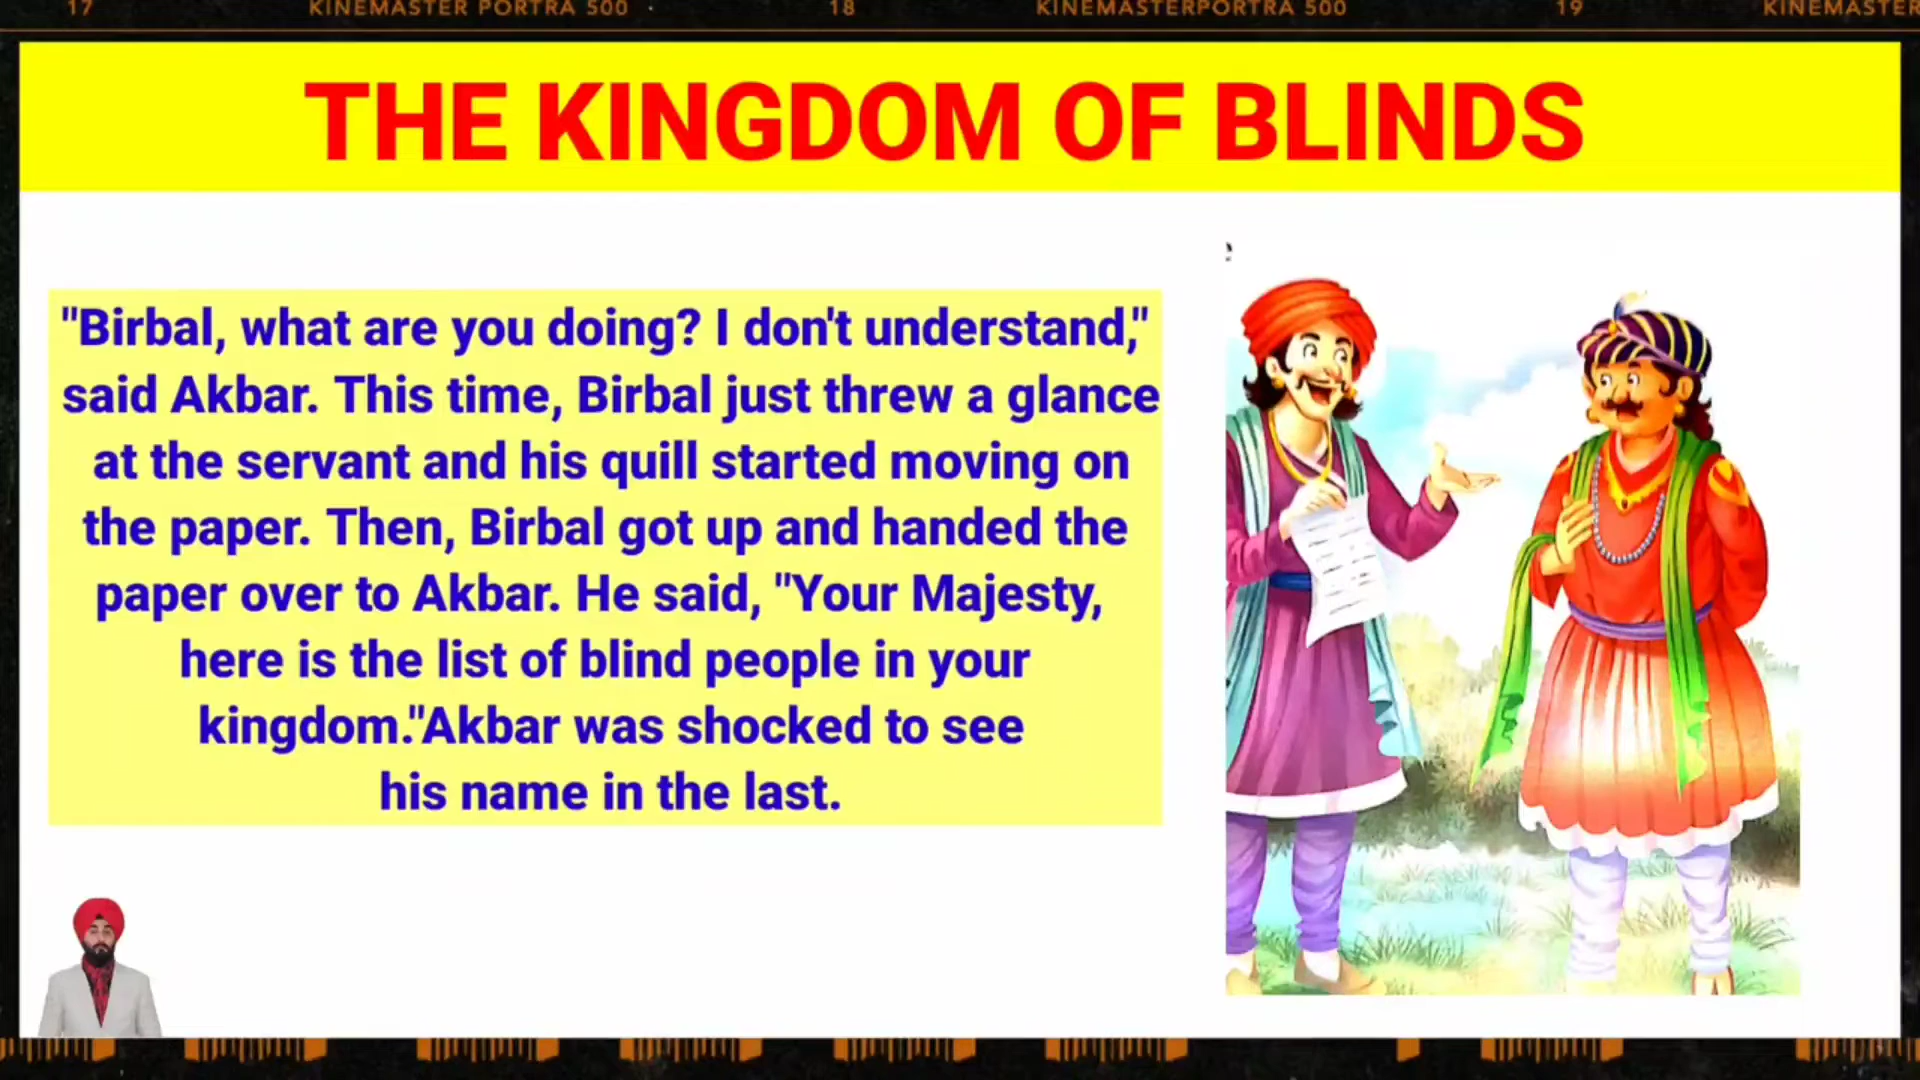 17 KINEMASTER PORTRA 500 18 KINEMASTERPORTRA 500 19 KINEMASTER
THE KINGDOM OF BLINDS
"Birbal, what are you doing? I don't understand,"
said Akbar. This time, Birbal just threw a glance
at the servant and his quill started moving on
the paper. Then, Birbal got up and handed the
paper over to Akbar. He said, "Your Majesty,
here is the list of blind people in your
kingdom."Akbar was shocked to see
his name in the last.